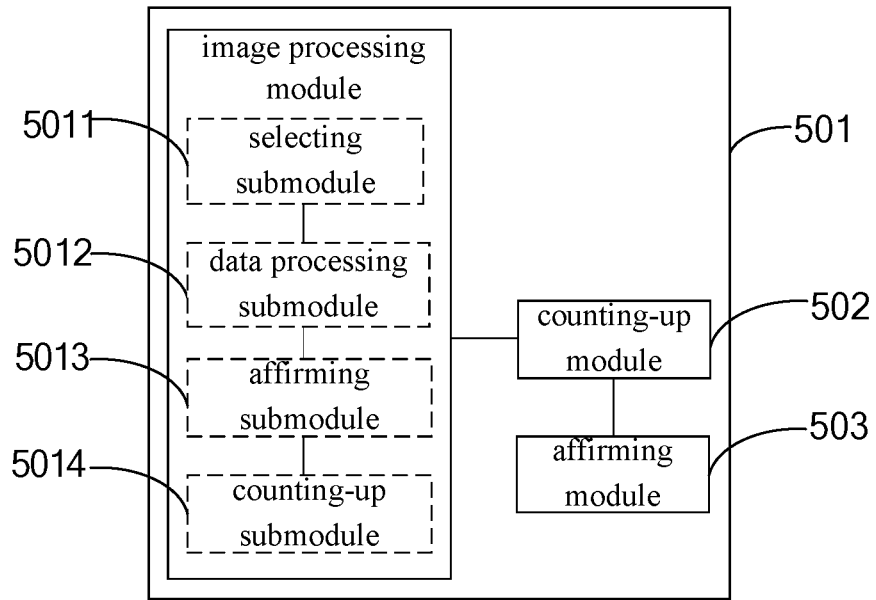 image processing
module
5011
selecting
submodule
501
5012
data processing
submodule
counting-up
module
502
5013
affirming
submodule
affirming
module
503
5014
counting-up
submodule